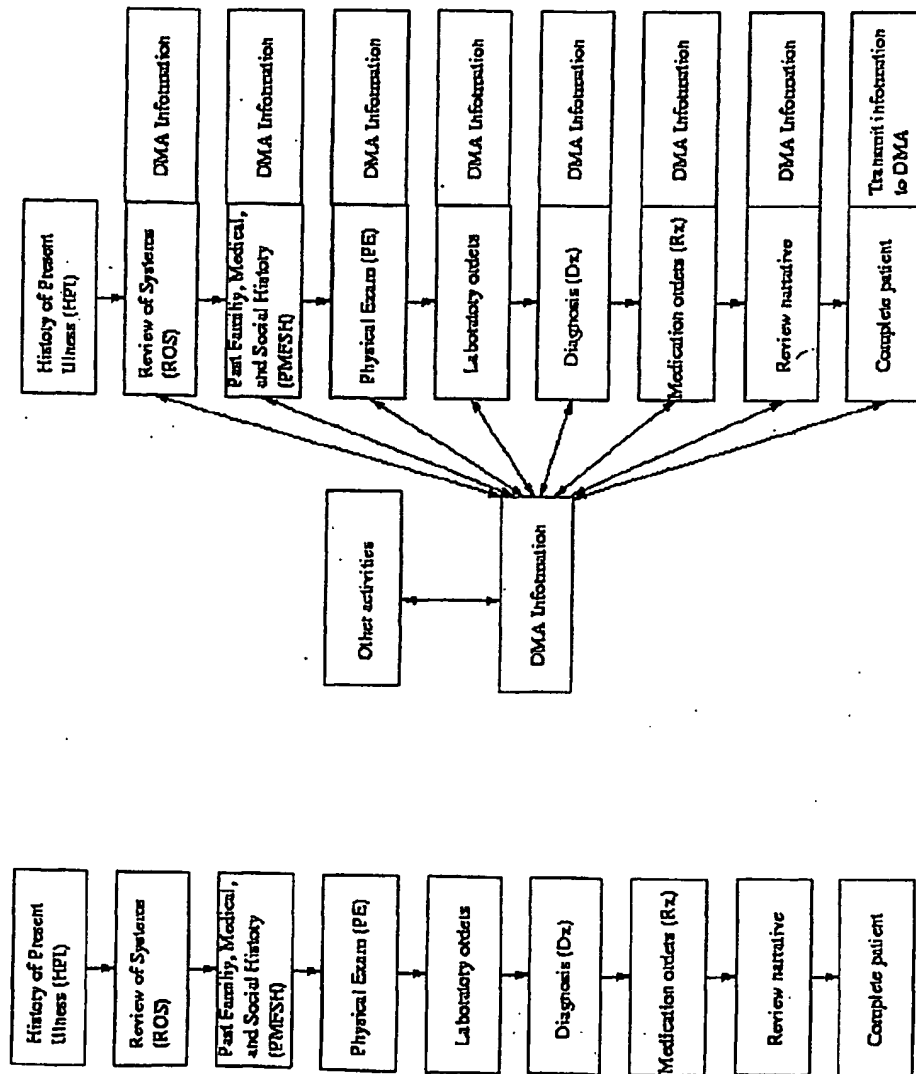 History of Present
Illness (HPI)
Review of Systems
(ROS)
DMA Information
Past Family, Medical,
and Social History
(PMFSH)
DMA Information
Physical Exam (PE)
DMA Information
Laboratory orders
DMA Information
Diagnosis (Dx)
DMA Information
Medication orders (Rx)
DMA Information
Review narrative
DMA Information
Complete patient
Transmit information
to DMA
Other activities
DMA Information
History of Present
Illness (HPI)
Review of Systems
(ROS)
Past Family, Medical,
and Social History
(PMFSH)
Physical Exam (PE)
Laboratory orders
Diagnosis (Dx)
Medication orders (Rx)
Review narrative
Complete patient